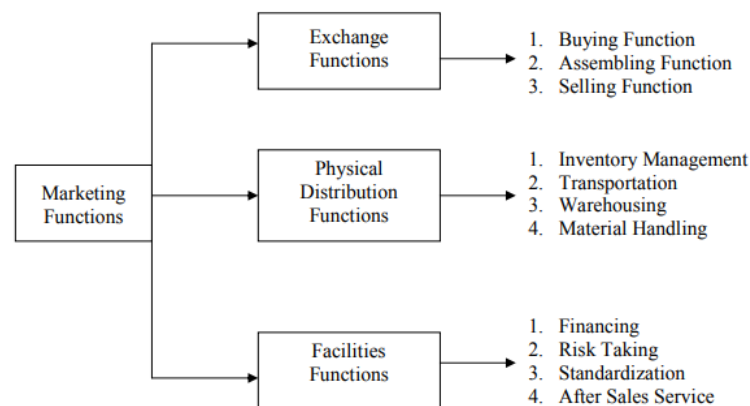 Marketing
Functions
Exchange
Functions
1. Buying Function
2. Assembling Function
3. Selling Function
Physical
Distribution
Functions
1. Inventory Management
2. Transportation
3. Warehousing
4. Material Handling
Facilities
Functions
1. Financing
2. Risk Taking
3. Standardization
4. After Sales Service